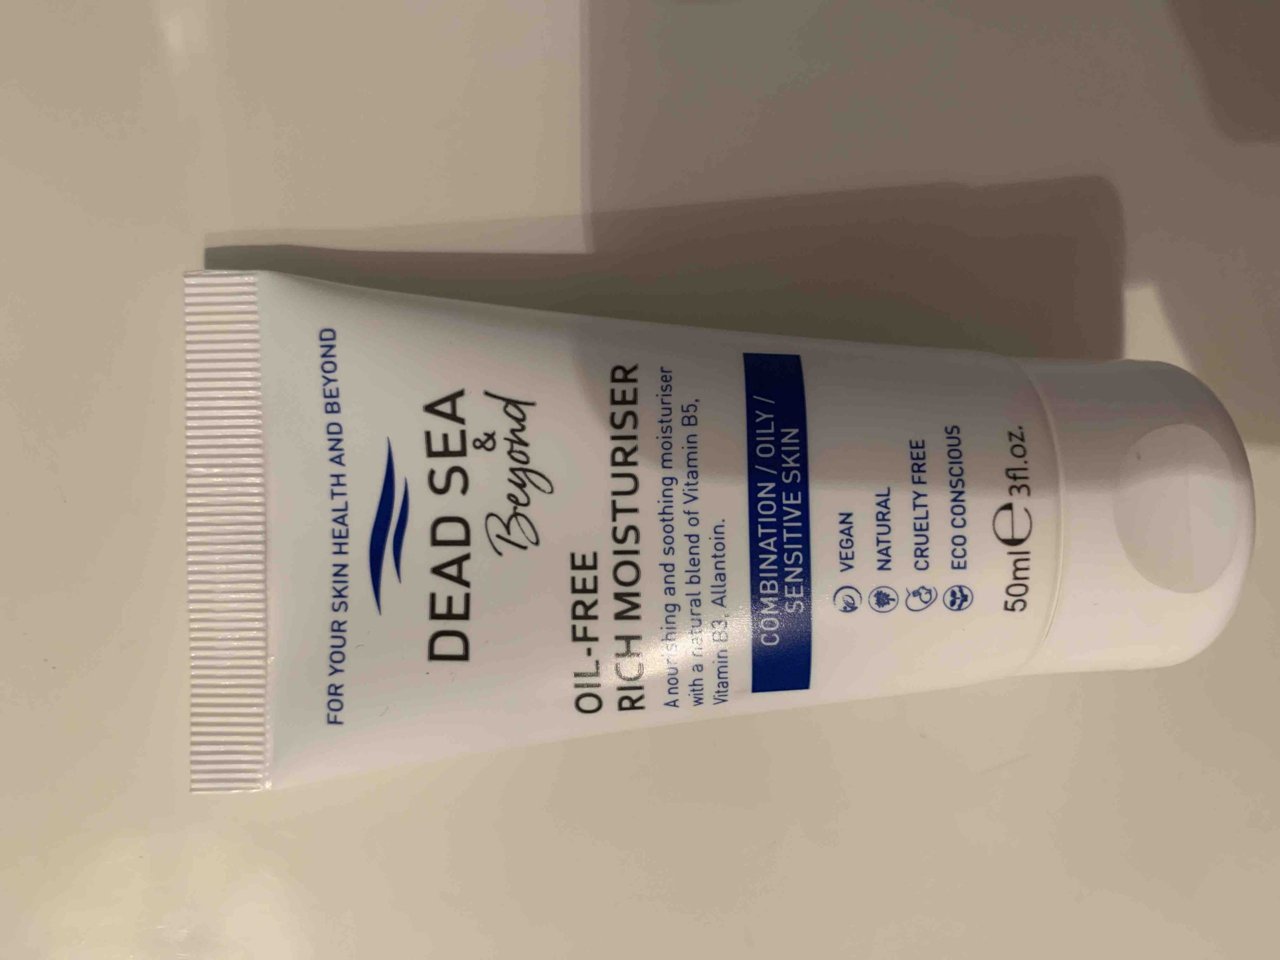 FOR YOUR SKIN HEALTH AND BEYOND
DEAD SEA
&
Beyond
OIL-FREE
RICH MOISTURISER
A nourishing and soothing moisturiser
with a natural blend of Vitamin B5,
Vitamin B3, Allantoin.
COMBINATION / OILY /
SENSITIVE SKIN
VEGAN
NATURAL
CRUELTY FREE
ECO CONSCIOUS
50ml ℮ 3fl.oz.